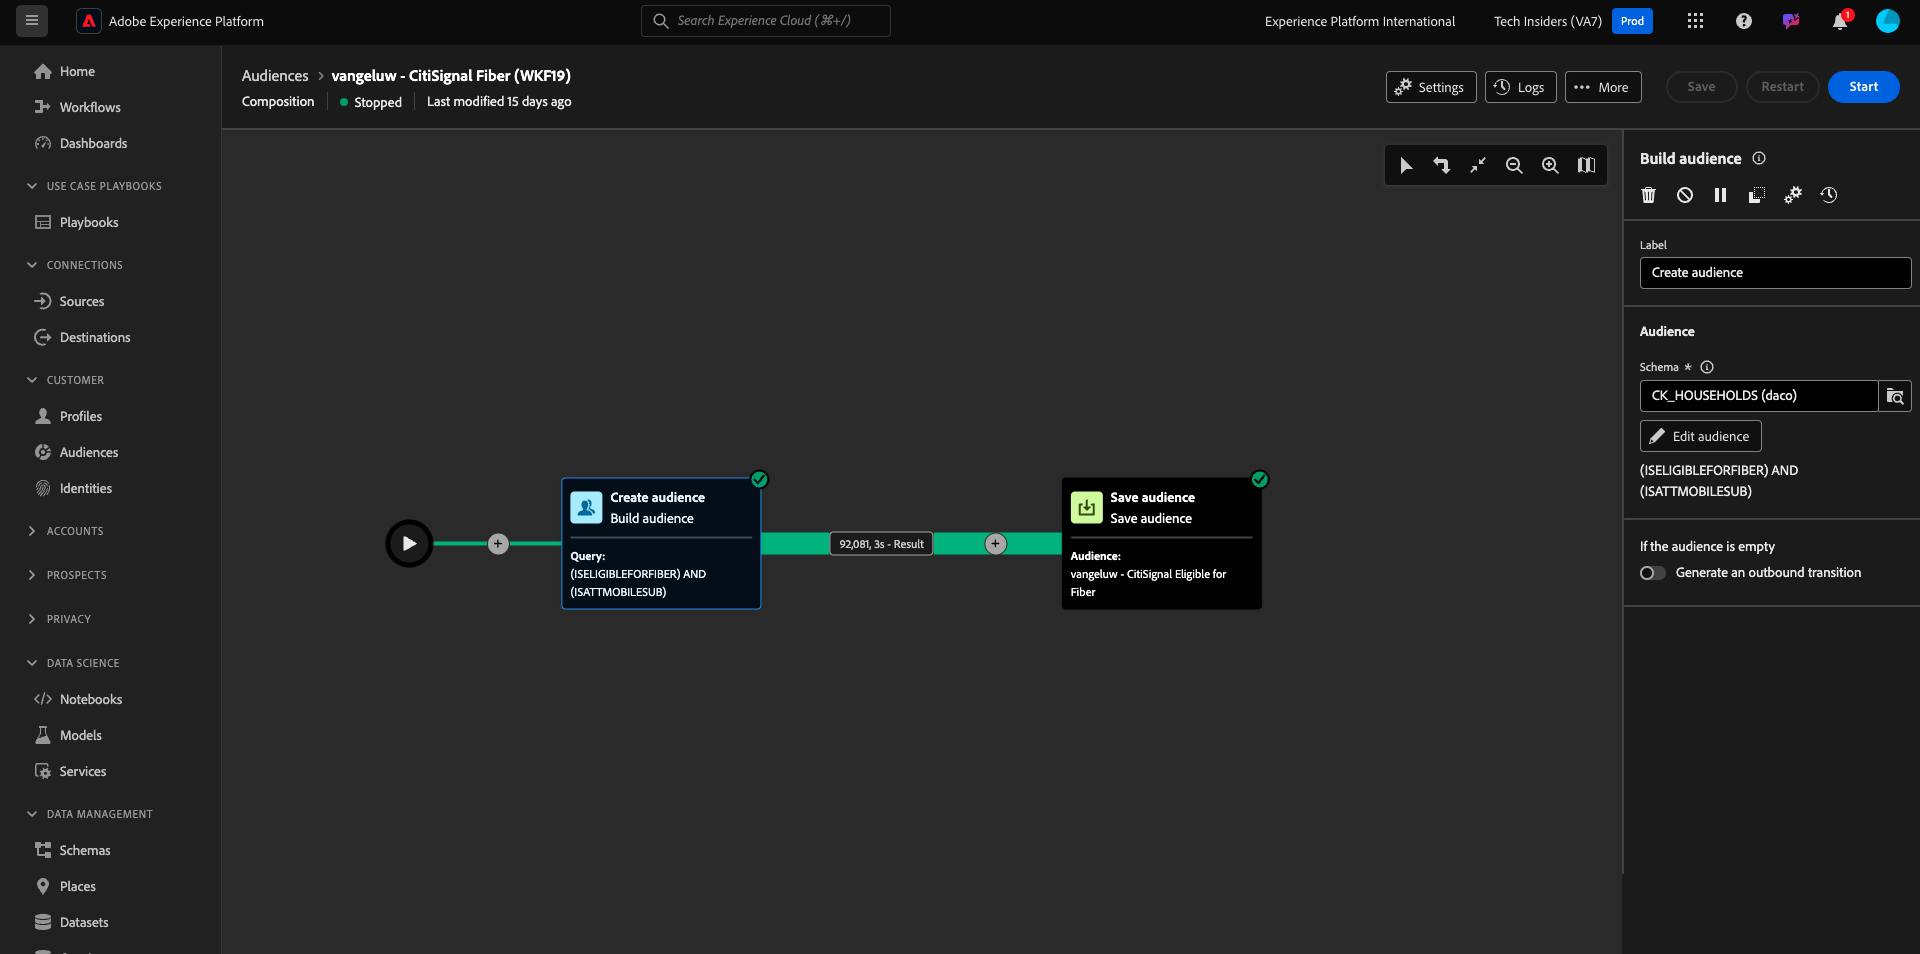 Adobe Experience Platform
Search Experience Cloud (⌘+/)
Experience Platform International
Tech Insiders (VA7)
Prod
1
Home
Workflows
Dashboards
USE CASE PLAYBOOKS
Playbooks
CONNECTIONS
Sources
Destinations
CUSTOMER
Profiles
Audiences
Identities
ACCOUNTS
PROSPECTS
PRIVACY
DATA SCIENCE
Notebooks
Models
Services
DATA MANAGEMENT
Schemas
Places
Datasets
Audiences > vangeluw - CitiSignal Fiber (WKF19)
Composition
Stopped
Last modified 15 days ago
Settings
Logs
More
Save
Restart
Start
Create audience
Build audience
Query:
(ISELIGIBLEFORFIBER) AND
(ISATTMOBILESUB)
92,081, 3s - Result
Save audience
Save audience
Audience:
vangeluw - CitiSignal Eligible for
Fiber
Build audience
Label
Create audience
Audience
Schema *
CK_HOUSEHOLDS (daco)
Edit audience
(ISELIGIBLEFORFIBER) AND
(ISATTMOBILESUB)
If the audience is empty
Generate an outbound transition